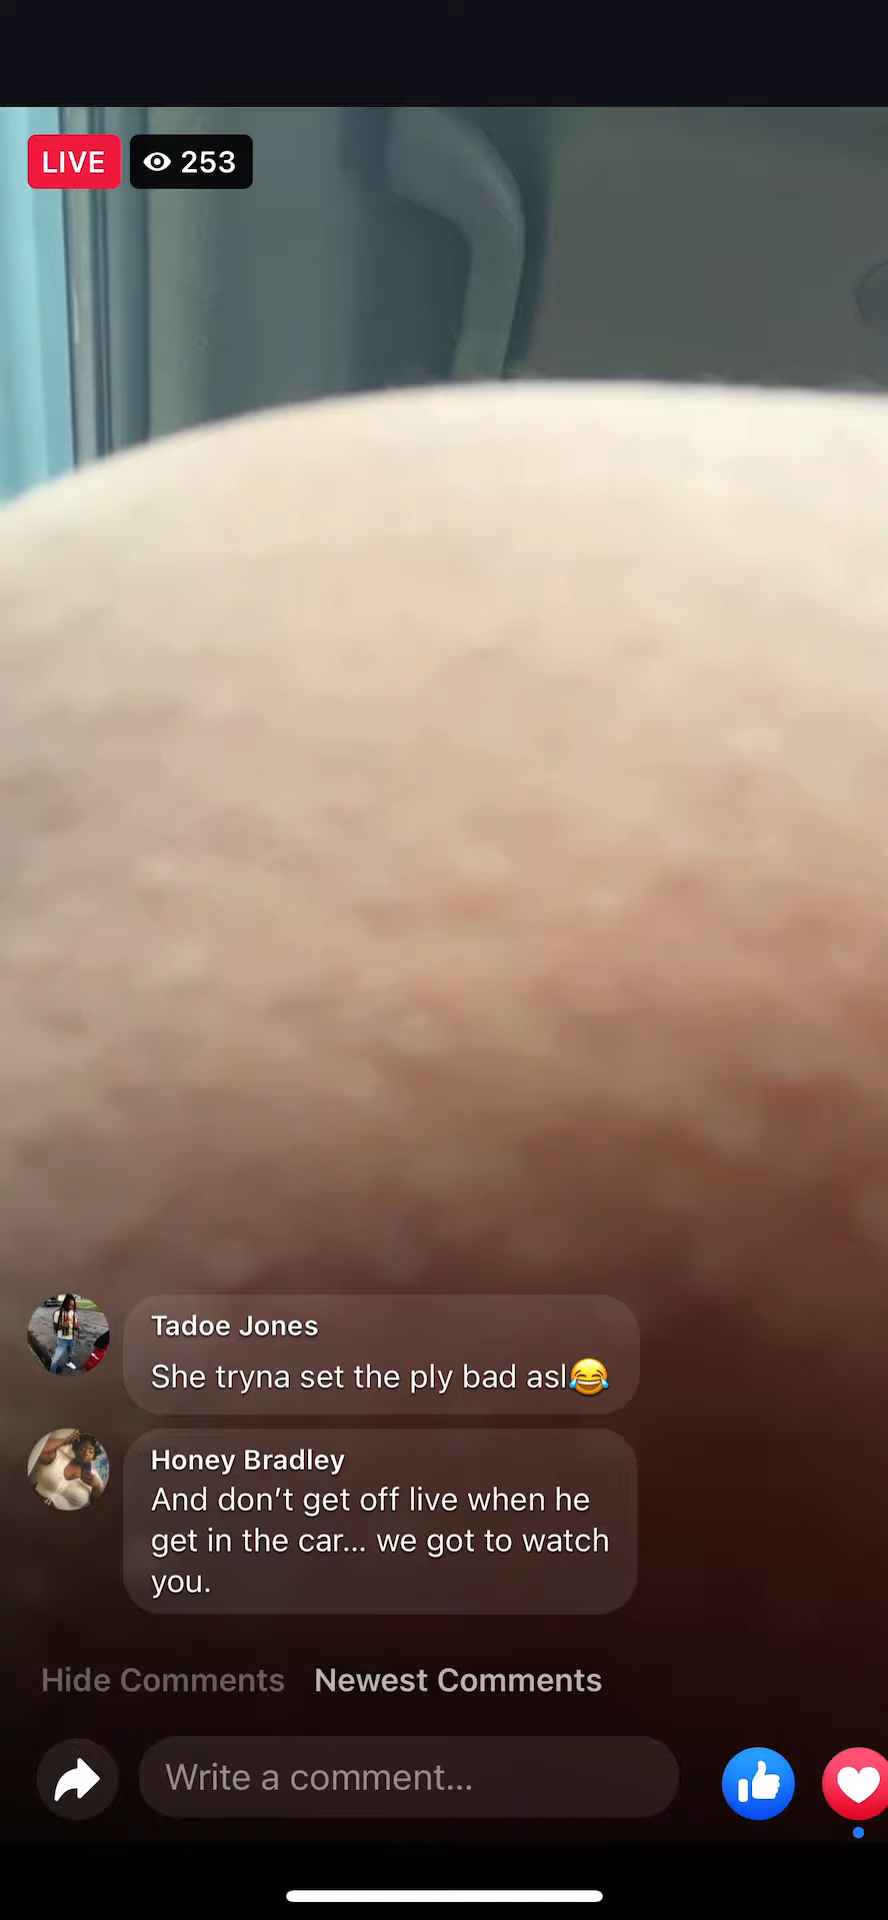 LIVE 253
Tadoe Jones
She tryna set the ply bad asl😂
Honey Bradley
And don’t get off live when he
get in the car... we got to watch
you.
Hide Comments Newest Comments
Write a comment...